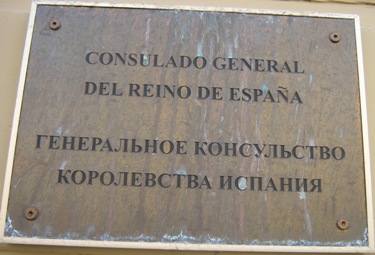 CONSULADO GENERAL
DEL REINO DE ESPAÑA
ГЕНЕРАЛЬНОЕ КОНСУЛЬСТВО
КОРОЛЕВСТВА ИСПАНИЯ